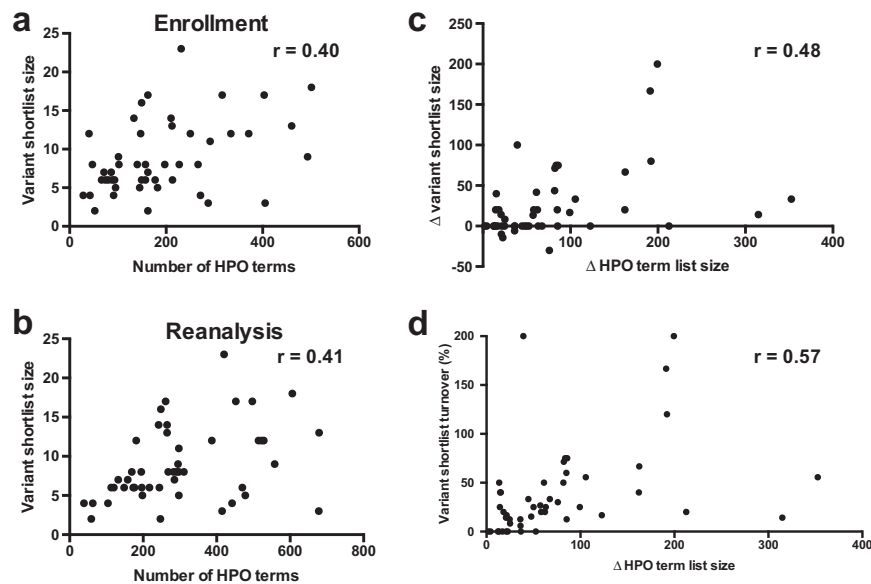 a
Enrollment
r = 0.40
Variant shortlist size
25
20
15
10
5
0
0 200 400 600
Number of HPO terms
b
Reanalysis
r = 0.41
Variant shortlist size
25
20
15
10
5
0
0 200 400 600 800
Number of HPO terms
c
r = 0.48
Δ variant shortlist size
250
200
150
100
50
0
-50
0 100 200 300 400
Δ HPO term list size
d
r = 0.57
Variant shortlist turnover (%)
200
150
100
50
0
0 100 200 300 400
Δ HPO term list size